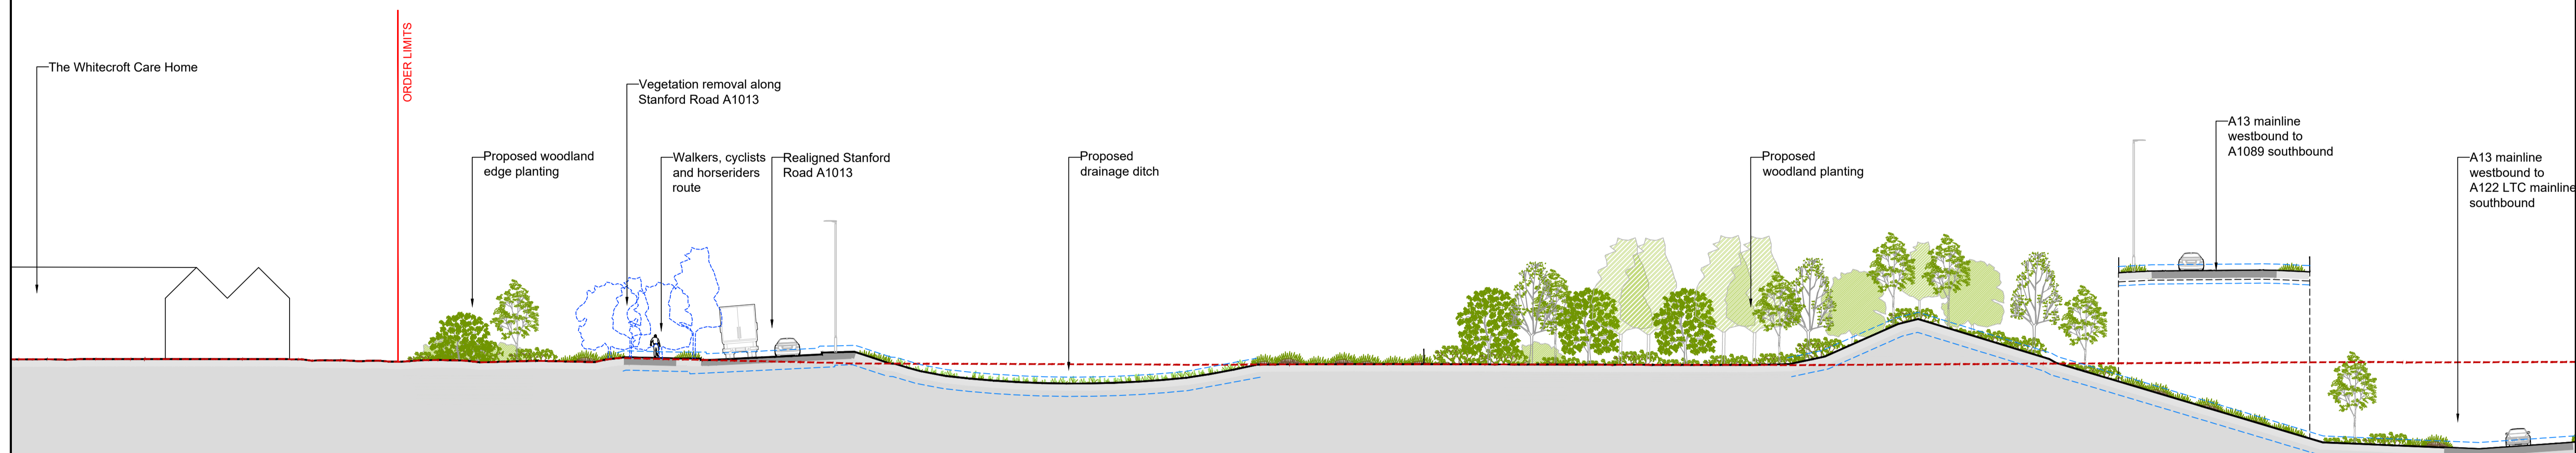 The Whitecroft Care Home
ORDER LIMITS
Proposed woodland
edge planting
Vegetation removal along
Stanford Road A1013
Walkers, cyclists
and horseriders
route
Realigned Stanford
Road A1013
Proposed
drainage ditch
Proposed
woodland planting
A13 mainline
westbound to
A1089 southbound
A13 mainline
westbound to
A122 LTC mainline
southbound